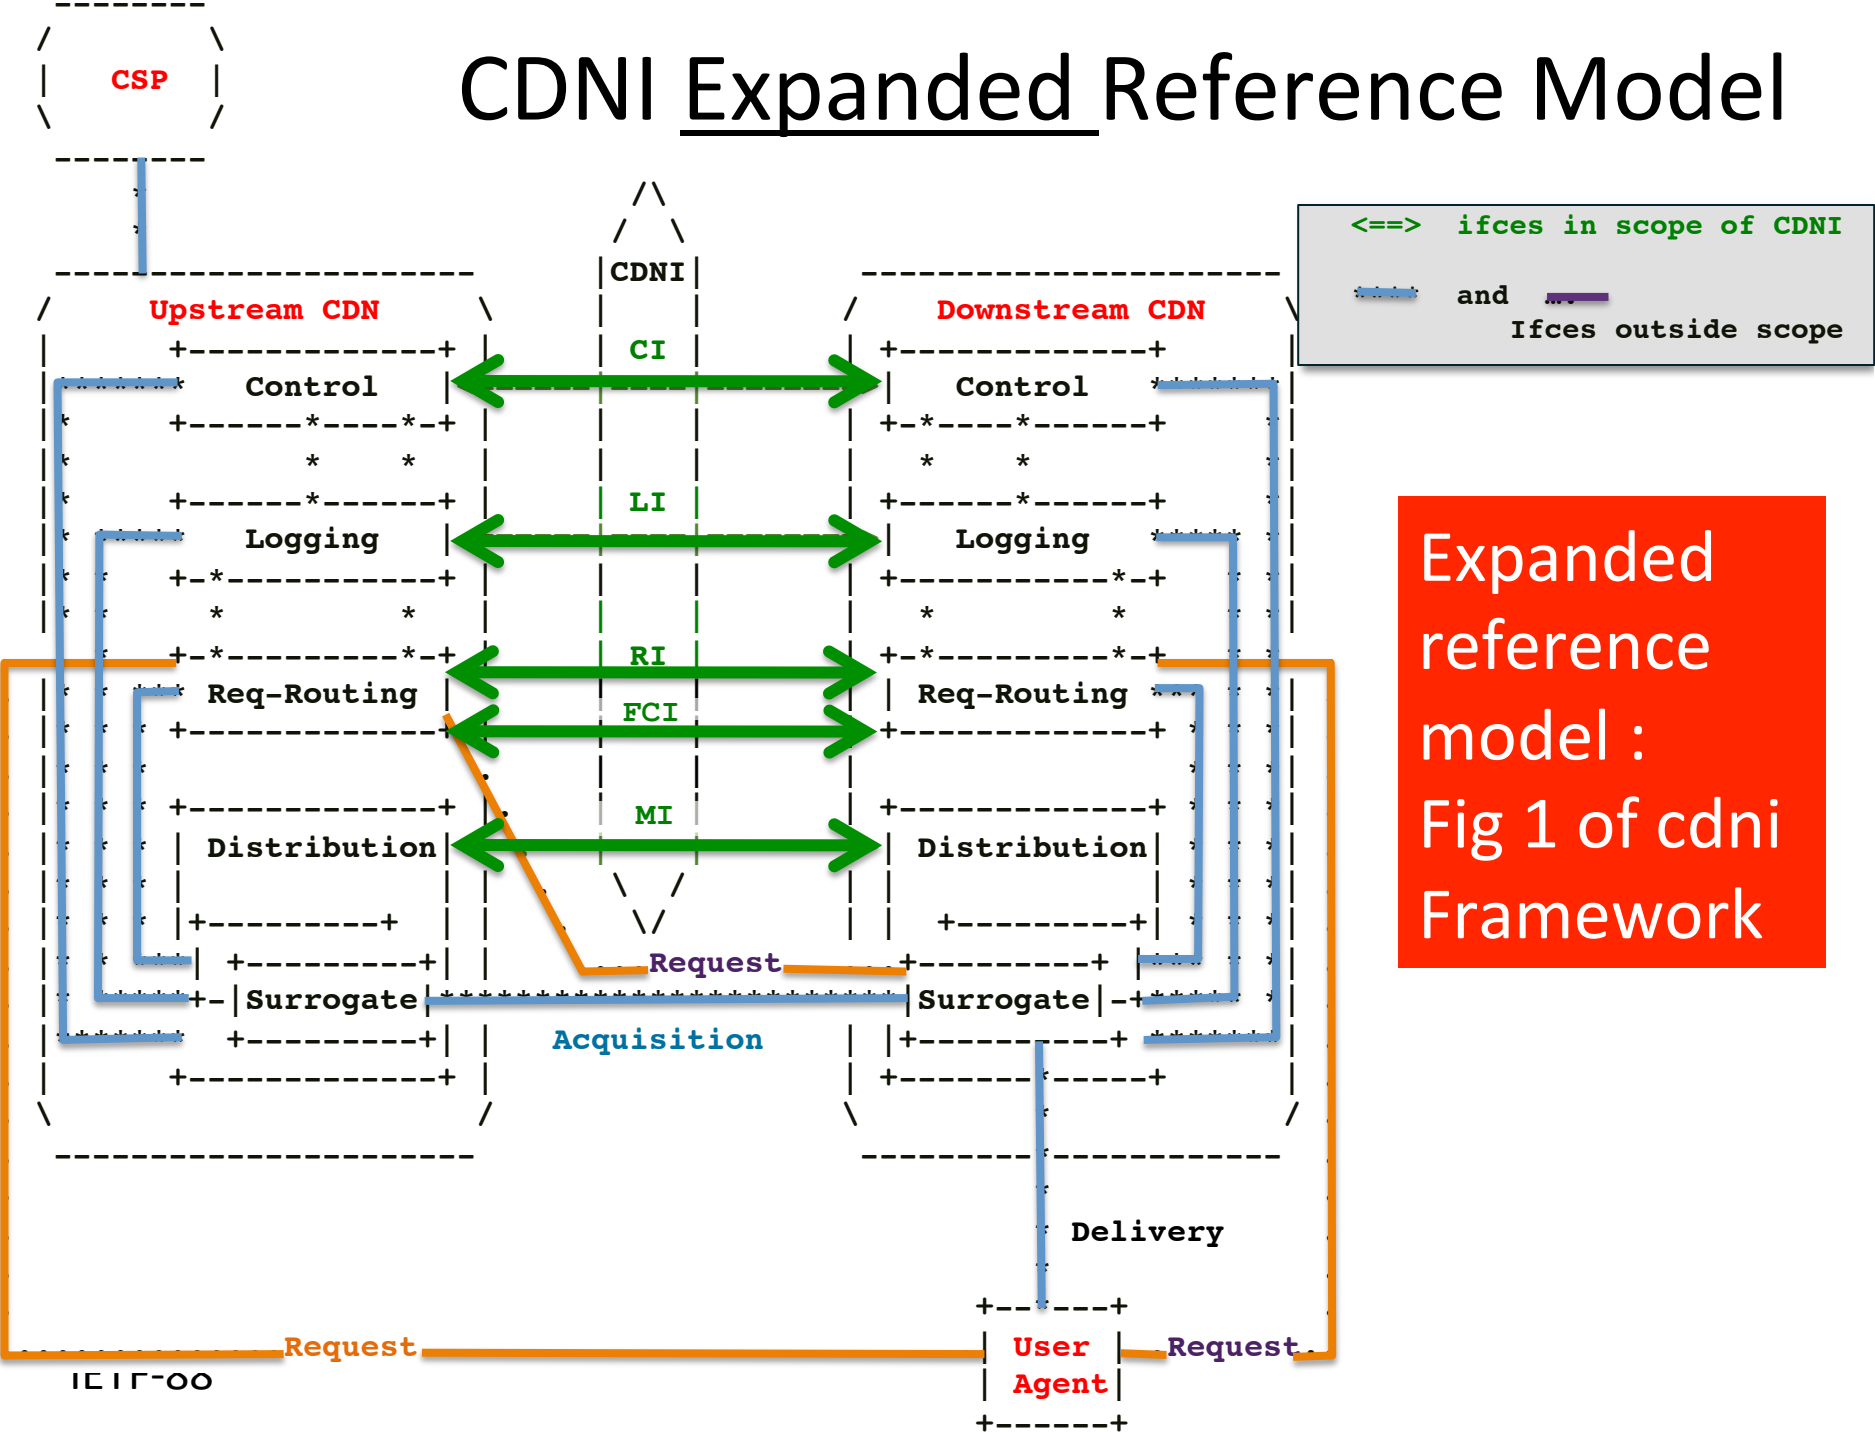 CSP
CDNI Expanded Reference Model
<==> ifces in scope of CDNI
**** and ....
Ifces outside scope
CDNI
Upstream CDN
Downstream CDN
CI
Control
Control
LI
Logging
Logging
RI
Req-Routing
Req-Routing
FCI
MI
Distribution
Distribution
Request
Surrogate
Surrogate
Acquisition
Expanded
reference
model :
Fig 1 of cdni
Framework
Delivery
Request
User
Agent
Request
IETF-88